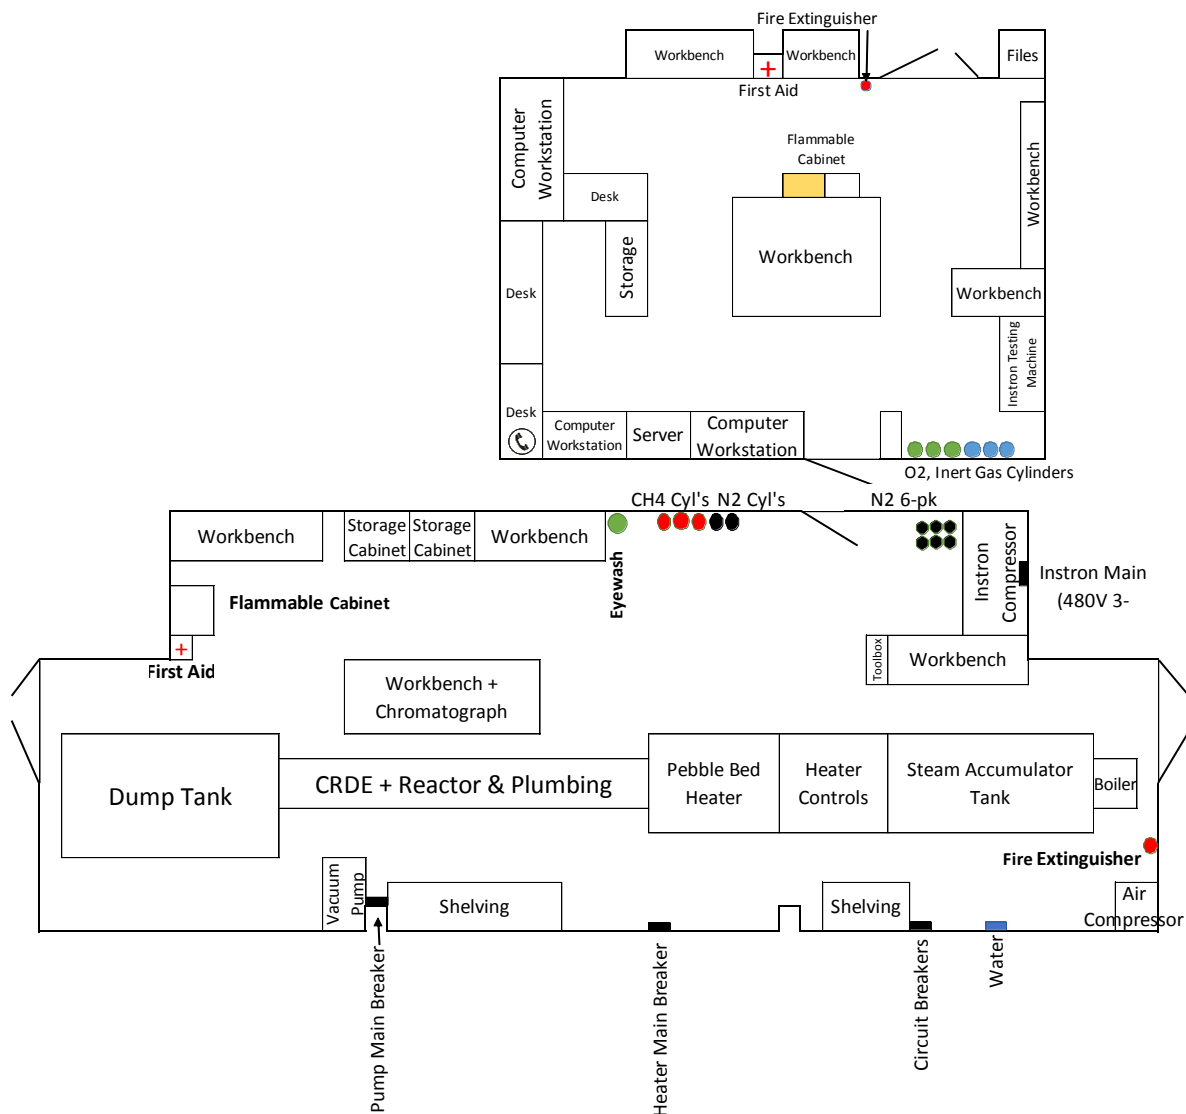 Fire Extinguisher
Workbench
Workbench
Files
First Aid
Computer
Workstation
Flammable
Cabinet
Workbench
Desk
Storage
Workbench
Desk
Workbench
Instron Testing
Machine
Desk
Computer
Workstation
Server
Computer
Workstation
O2, Inert Gas Cylinders
CH4 Cyl's N2 Cyl's
N2 6-pk
Workbench
Storage
Cabinet
Storage
Cabinet
Workbench
Eyewash
Instron
Compressor
Instron Main
(480V 3-
Flammable Cabinet
First Aid
Toolbox
Workbench
Workbench +
Chromatograph
Dump Tank
CRDE + Reactor & Plumbing
Pebble Bed
Heater
Heater
Controls
Steam Accumulator
Tank
Boiler
Fire Extinguisher
Vacuum
Pump
Shelving
Shelving
Air
Compressor
Pump Main Breaker
Heater Main Breaker
Circuit Breakers
Water